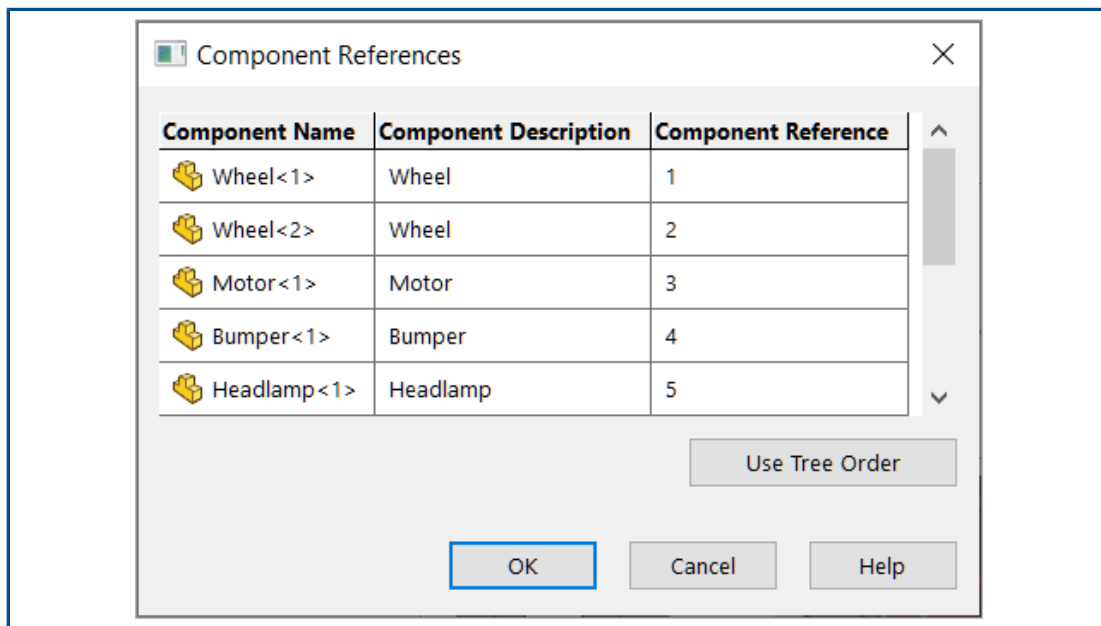 Component References
Component Name Component Description Component Reference
Wheel<1> Wheel 1
Wheel<2> Wheel 2
Motor<1> Motor 3
Bumper<1> Bumper 4
Headlamp<1> Headlamp 5
Use Tree Order
OK Cancel Help